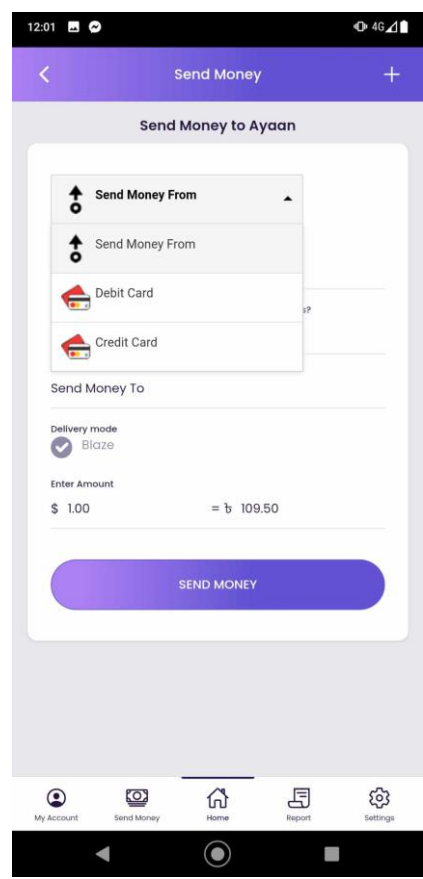 12:01
4G
Send Money
Send Money to Ayaan
Send Money From
Send Money From
Debit Card
s?
Credit Card
Send Money To
Delivery mode
Blaze
Enter Amount
$ 1.00 = ৳ 109.50
SEND MONEY
My Account Send Money Home Report Settings